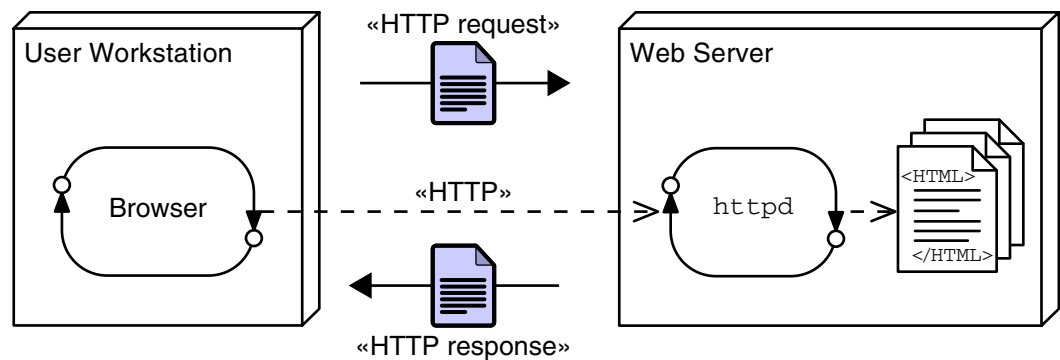 «HTTP request»
User Workstation
Web Server
Browser
«HTTP»
httpd
<HTML>
</HTML>
«HTTP response»